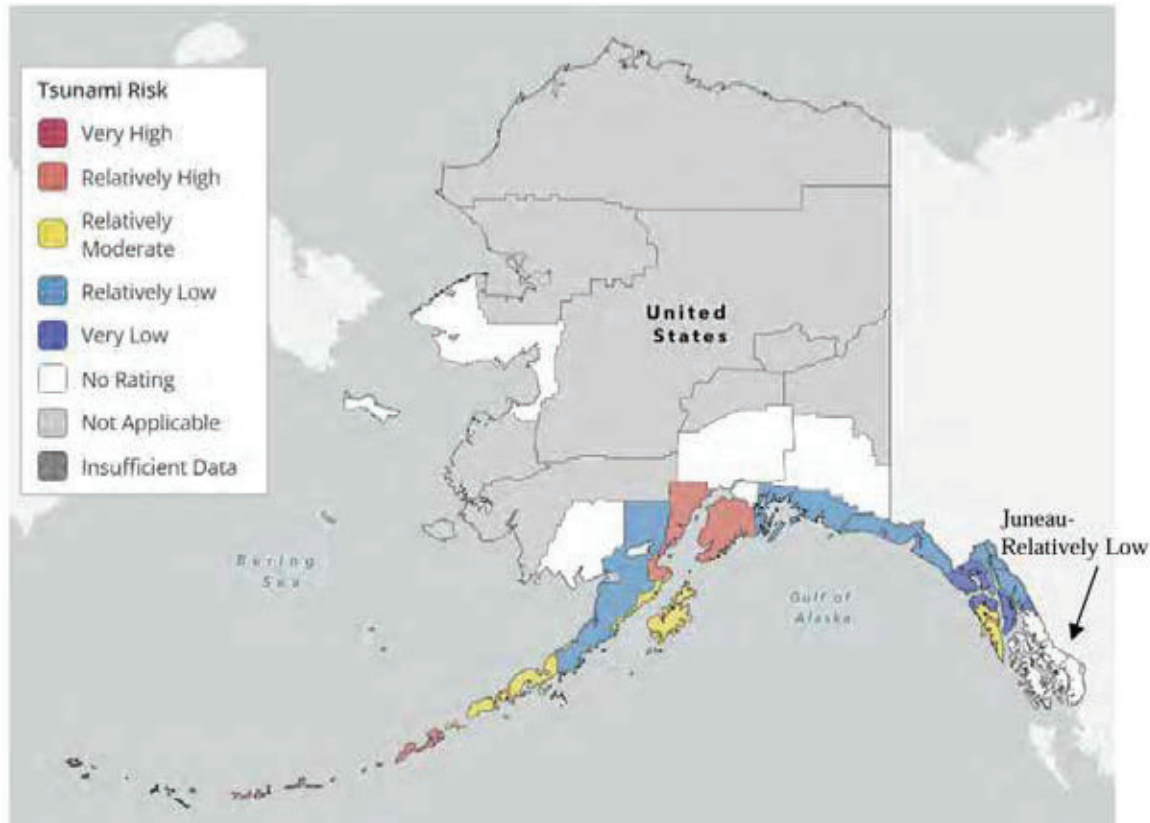 Tsunami Risk
Very High
Relatively High
Relatively
Moderate
Relatively Low
Very Low
No Rating
Not Applicable
Insufficient Data
United
States
Bering
Sea
Gulf of
Alaska
Juneau-
Relatively Low